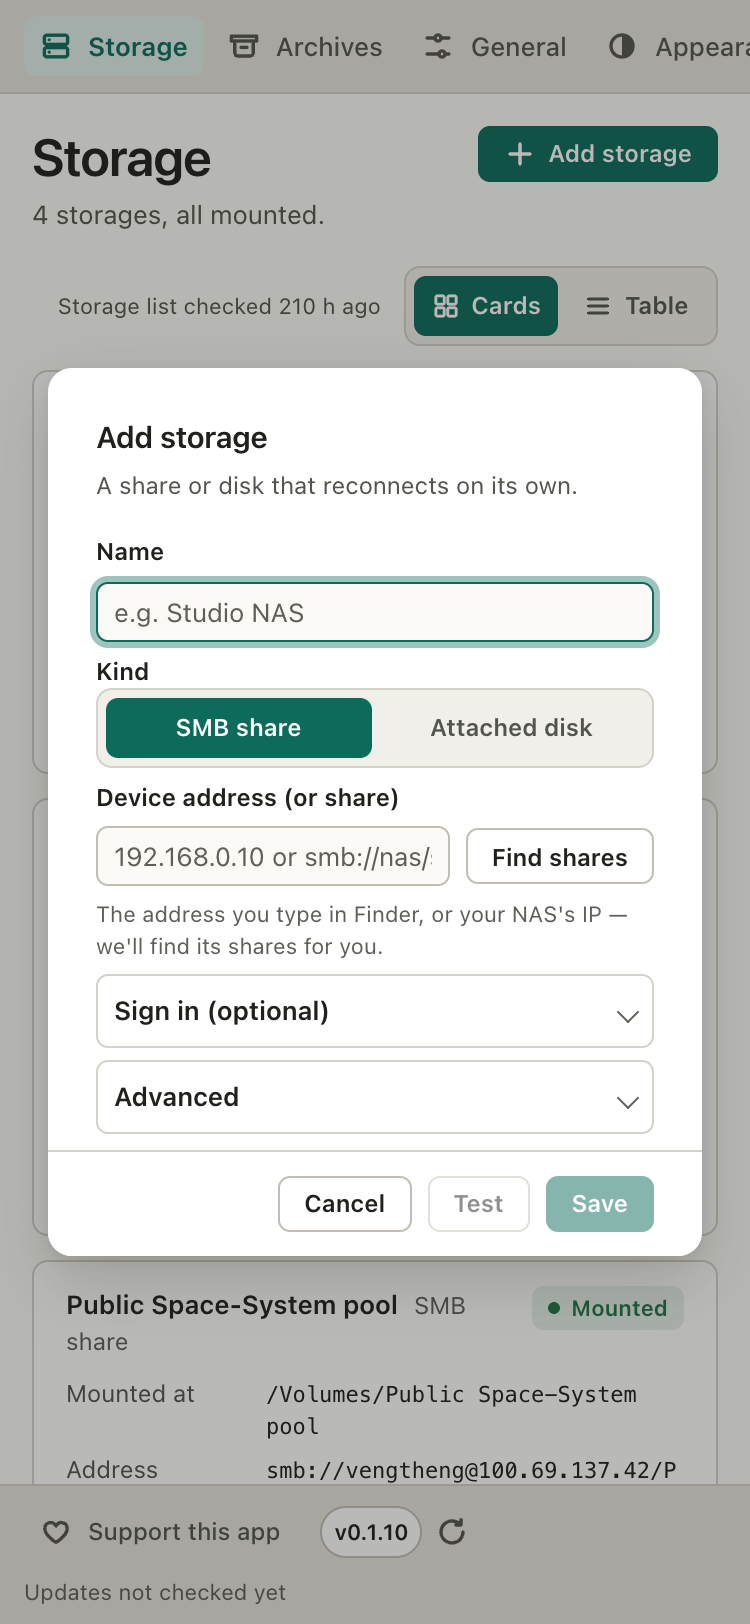 Storage
Archives
General
Appeara
Storage
Add storage
4 storages, all mounted.
Storage list checked 210 h ago
Cards
Table
Add storage
A share or disk that reconnects on its own.
Name
e.g. Studio NAS
Kind
SMB share
Attached disk
Device address (or share)
192.168.0.10 or smb://nas/
Find shares
The address you type in Finder, or your NAS's IP —
we'll find its shares for you.
Sign in (optional)
Advanced
Cancel
Test
Save
Public Space-System pool SMB
share
Mounted
Mounted at
/Volumes/Public Space-System
pool
Address
smb://vengtheng@100.69.137.42/P
Support this app
v0.1.10
Updates not checked yet